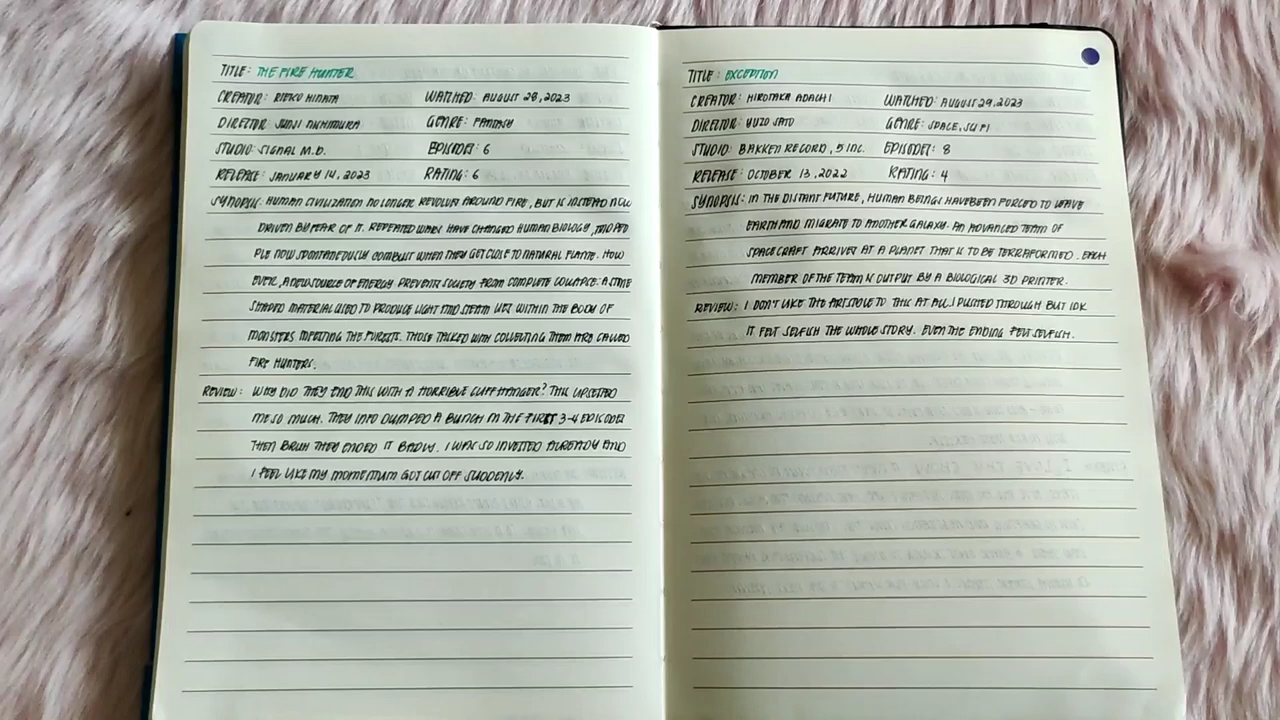 TITLE: THE FIRE HUNTER
CREATOR: RIEKO HINATA WATCHED: AUGUST 28, 2023
DIRECTOR: JUNJI NISHIMURA GENRE: FANTASY
STUDIO: SIGNAL M.D. EPISODES: 6
RELEASE: JANUARY 14, 2023 RATING: 6
SYNOPSIS: HUMAN CIVILIZATION NO LONGER REVOLVES AROUND FIRE, BUT IS INSTEAD NOW
DRIVEN BY FEAR OF IT. REPEATED WARS HAVE CHANGED HUMAN BIOLOGY, AND PEO
PLE NOW SPONTANEOUSLY COMBUST WHEN THEY GET CLOSE TO NATURAL FLAME. HOW
EVER, A NEW SOURCE OF ENERGY PREVENTS SOCIETY FROM COMPLETE COLLAPSE: A
SHAPED MATERIAL USED TO PRODUCE LIGHT AND STEAM LIES WITHIN THE BODY OF
MONSTERS INFESTING THE FORESTS. THOSE TASKED WITH COLLECTING THEM ARE CALLED
FIRE HUNTERS.
REVIEW: WHY DID THEY END THIS WITH A HORRIBLE CLIFFHANGER? THIS UPSETTED
ME SO MUCH. THEY INFO DUMPED A BUNCH IN THE FIRST 3-4 EPISODES
THEN BRUH THEY ENDED IT BADLY. I WAS SO INVESTED ALREADY AND
I FEEL LIKE MY MOMENTUM GOT CUT OFF SUDDENLY.
TITLE: EXCEPTION
CREATOR: HIROTAKA ADACHI WATCHED: AUGUST 29, 2023
DIRECTOR: YUZO SATO GENRE: SPACE, SCI FI
STUDIO: BAKKEN RECORD, 5 INC. EPISODES: 8
RELEASE: OCTOBER 13, 2022 RATING: 4
SYNOPSIS: IN THE DISTANT FUTURE, HUMAN BEINGS HAVE BEEN FORCED TO LEAVE
EARTH AND MIGRATE TO ANOTHER GALAXY. AN ADVANCED TEAM OF
SPACECRAFT ARRIVES AT A PLANET THAT IS TO BE TERRAFORMED. EACH
MEMBER OF THE TEAM IS OUTPUT BY A BIOLOGICAL 3D PRINTER.
REVIEW: I DON'T LIKE THE ARTSTYLE TO THIS AT ALL. I PUSHED THROUGH BUT IDK
IT FELT SELFISH THE WHOLE STORY. EVEN THE ENDING FELT SELFISH.